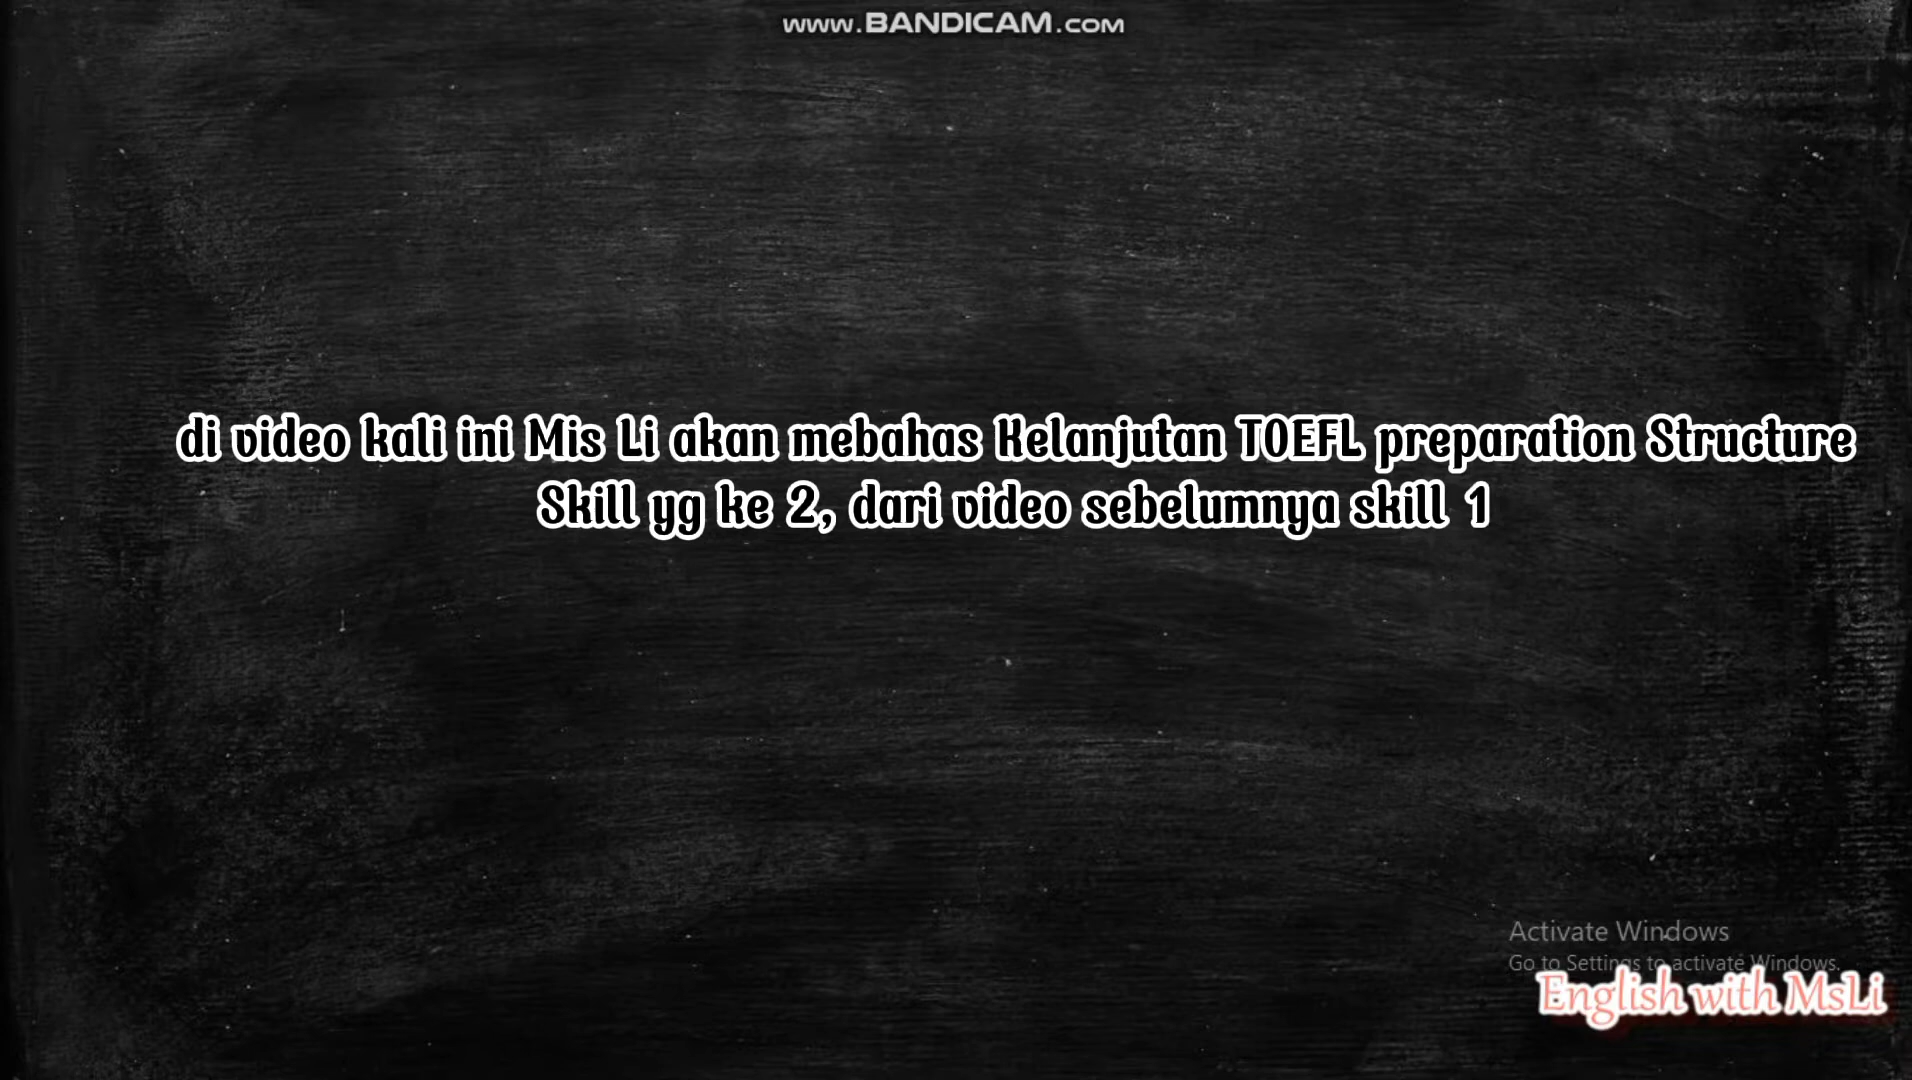 www.BANDICAM.com
di video kali ini Mis Li akan mebahas Kelanjutan TOEFL preparation Structure
Skill yg ke 2, dari video sebelumnya skill 1
Activate Windows
Go to Settings to activate Windows.
English with MsLi